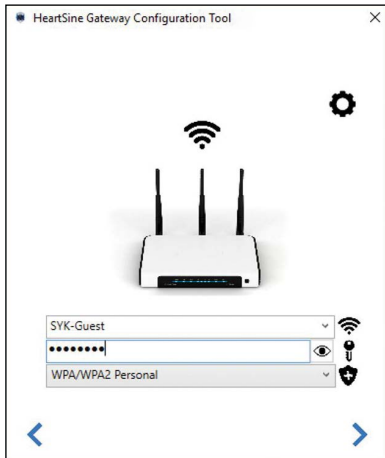 HeartSine Gateway Configuration Tool
SYK-Guest
••••••••
WPA/WPA2 Personal